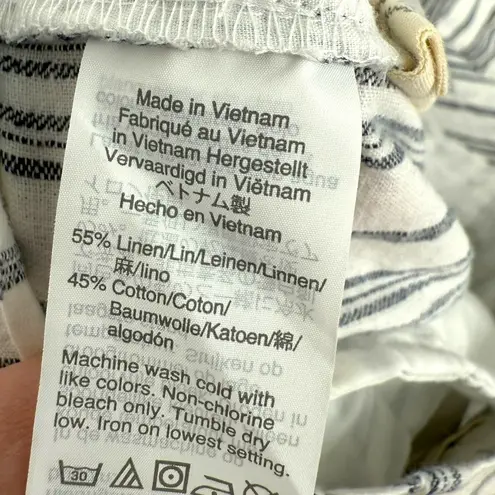 Made in Vietnam
Fabriqué au Vietnam
in Vietnam Hergestellt
Vervaardigd in Viëtnam
ベトナム製
Hecho en Vietnam
55% Linen/Lin/Leinen/Linnen/
麻/lino
45% Cotton/Coton/
Baumwolle/Katoen/綿/
algodón
Machine wash cold with
like colors. Non-chlorine
bleach only. Tumble dry
low. Iron on lowest setting.
30